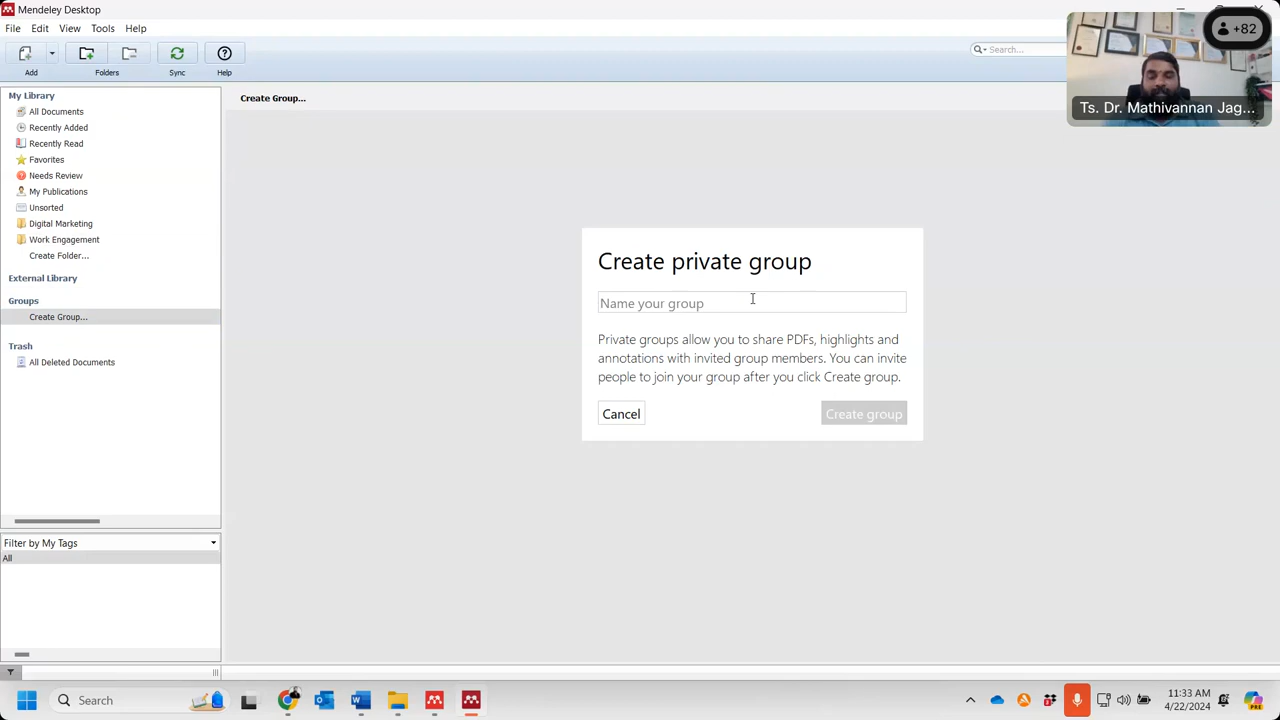 Mendeley Desktop
File Edit View Tools Help
+82
Search...
Add Folders Sync Help
Ts. Dr. Mathivannan Jag...
My Library
Create Group...
All Documents
Recently Added
Recently Read
Favorites
Needs Review
My Publications
Unsorted
Digital Marketing
Work Engagement
Create Folder...
External Library
Groups
Create Group...
Trash
All Deleted Documents
Create private group
Name your group
Private groups allow you to share PDFs, highlights and
annotations with invited group members. You can invite
people to join your group after you click Create group.
Cancel Create group
Filter by My Tags
All
Search
11:33 AM
4/22/2024
PRE